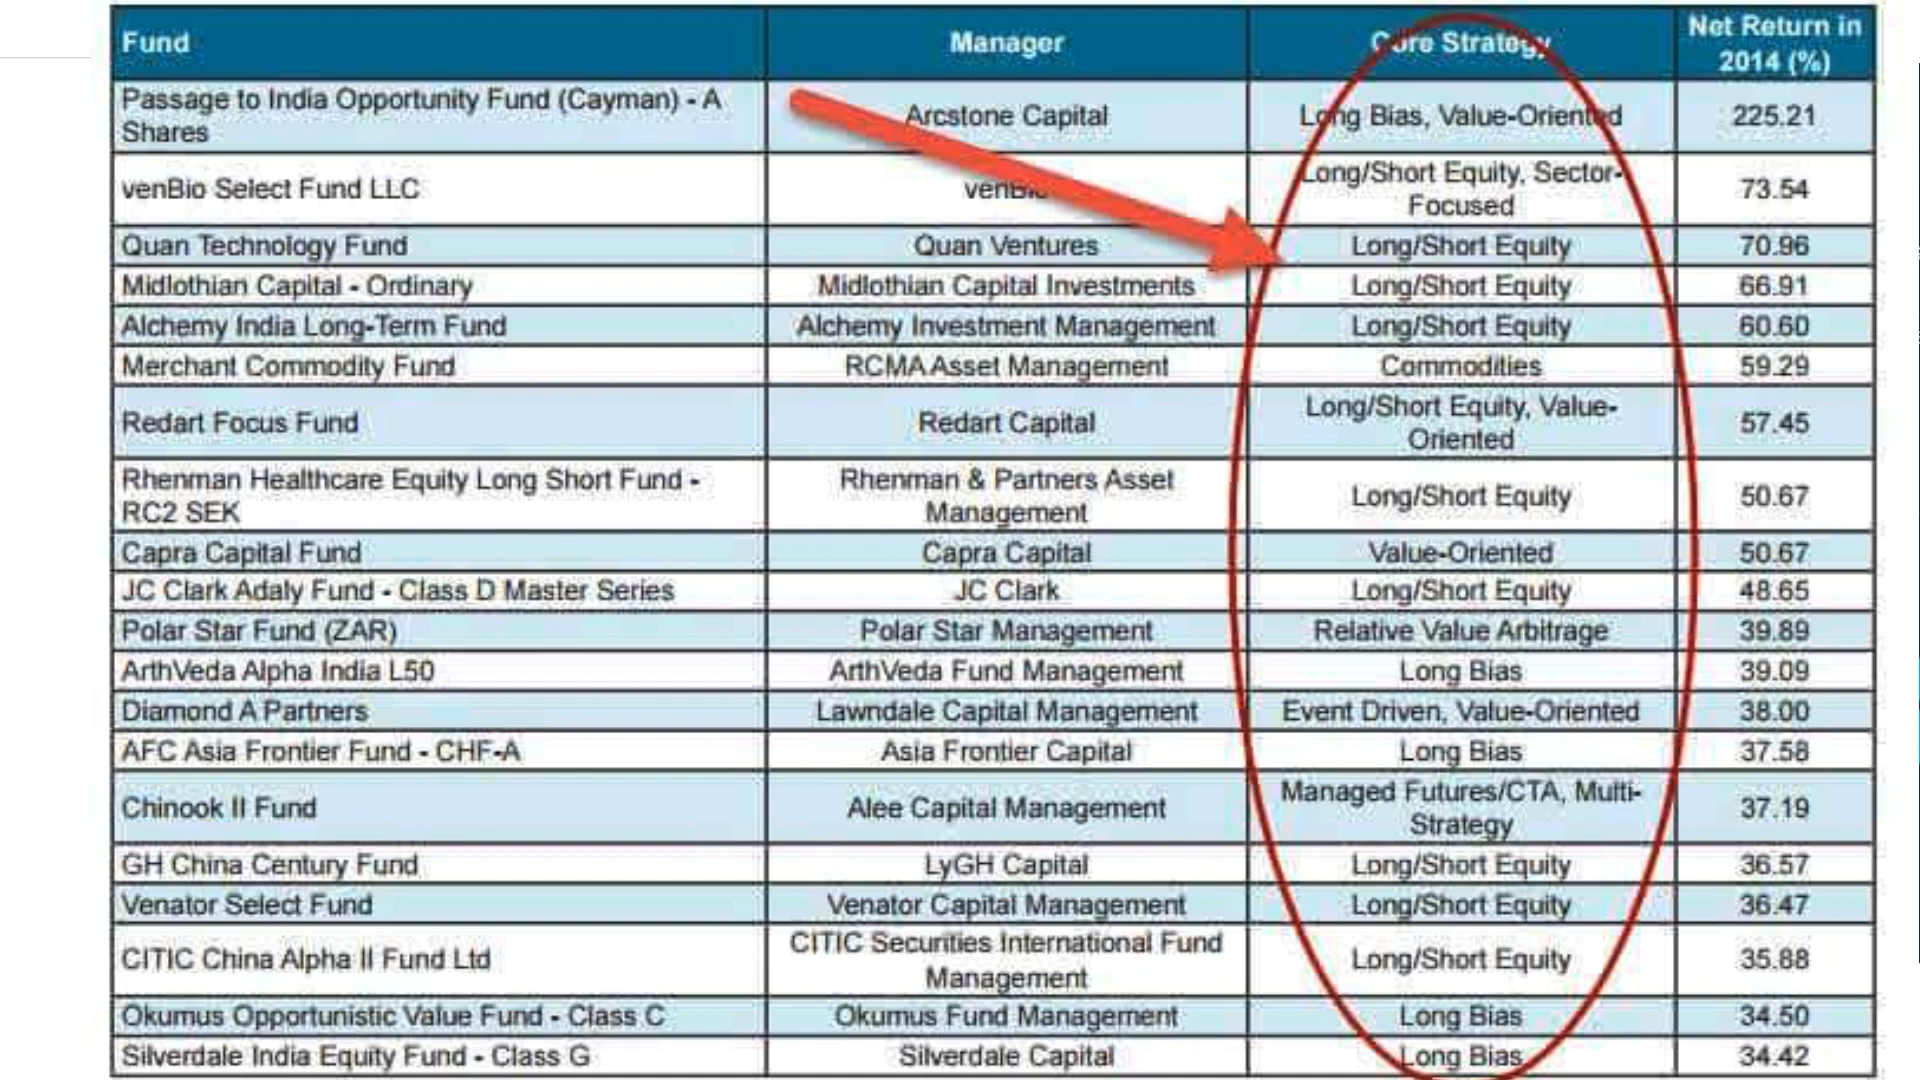 Fund Manager Core Strategy Net Return in
2014 (%)
Passage to India Opportunity Fund (Cayman) - A
Shares Arcstone Capital Long Bias, Value-Oriented 225.21
venBio Select Fund LLC venBio Long/Short Equity, Sector-
Focused 73.54
Quan Technology Fund Quan Ventures Long/Short Equity 70.96
Midlothian Capital - Ordinary Midlothian Capital Investments Long/Short Equity 66.91
Alchemy India Long-Term Fund Alchemy Investment Management Long/Short Equity 60.60
Merchant Commodity Fund RCMA Asset Management Commodities 59.29
Redart Focus Fund Redart Capital Long/Short Equity, Value-
Oriented 57.45
Rhenman Healthcare Equity Long Short Fund - Rhenman & Partners Asset
RC2 SEK Management Long/Short Equity 50.67
Capra Capital Fund Capra Capital Value-Oriented 50.67
JC Clark Adaly Fund - Class D Master Series JC Clark Long/Short Equity 48.65
Polar Star Fund (ZAR) Polar Star Management Relative Value Arbitrage 39.89
ArthVeda Alpha India L50 ArthVeda Fund Management Long Bias 39.09
Diamond A Partners Lawndale Capital Management Event Driven, Value-Oriented 38.00
AFC Asia Frontier Fund - CHF-A Asia Frontier Capital Long Bias 37.58
Chinook II Fund Alee Capital Management Managed Futures/CTA, Multi-
Strategy 37.19
GH China Century Fund LyGH Capital Long/Short Equity 36.57
Venator Select Fund Venator Capital Management Long/Short Equity 36.47
CITIC China Alpha II Fund Ltd CITIC Securities International Fund
Management Long/Short Equity 35.88
Okumus Opportunistic Value Fund - Class C Okumus Fund Management Long Bias 34.50
Silverdale India Equity Fund - Class G Silverdale Capital Long Bias 34.42